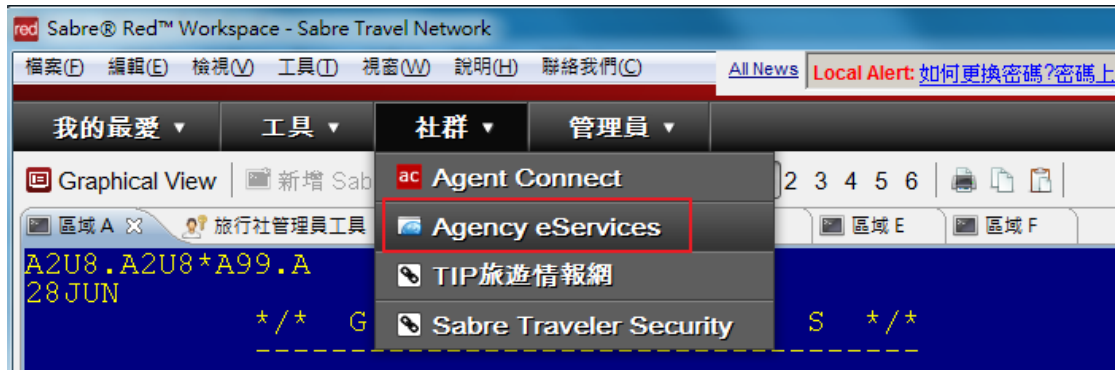 red Sabre® Red™ Workspace - Sabre Travel Network
檔案(F) 編輯(E) 檢視(V) 工具(T) 視窗(W) 說明(H) 聯絡我們(C) All News Local Alert: 如何更換密碼?密碼上
我的最愛 ▼ 工具 ▼ 社群 ▼ 管理員 ▼
Graphical View 新增 Sab 2 3 4 5 6
ac Agent Connect
區域 A 旅行社管理員工具 區域 E 區域 F
Agency eServices
A2U8.A2U8*A99.A
TIP旅遊情報網
28JUN
*/* G S */*
Sabre Traveler Security